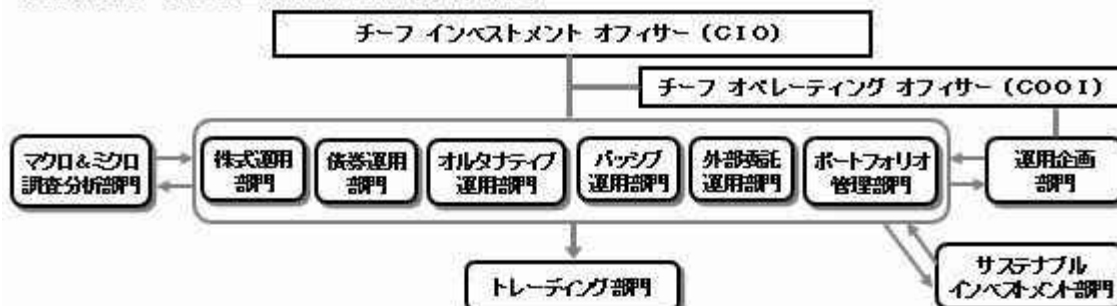 チーフ インベストメント オフィサー (CIO)
チーフ オペレーティング オフィサー (COOI)
マクロ&ミクロ
調査分析部門
株式運用
部門
債券運用
部門
オルタナティブ
運用部門
パッシブ
運用部門
外部委託
運用部門
ポートフォリオ
管理部門
運用企画
部門
トレーディング部門
サステナブル
インベストメント部門